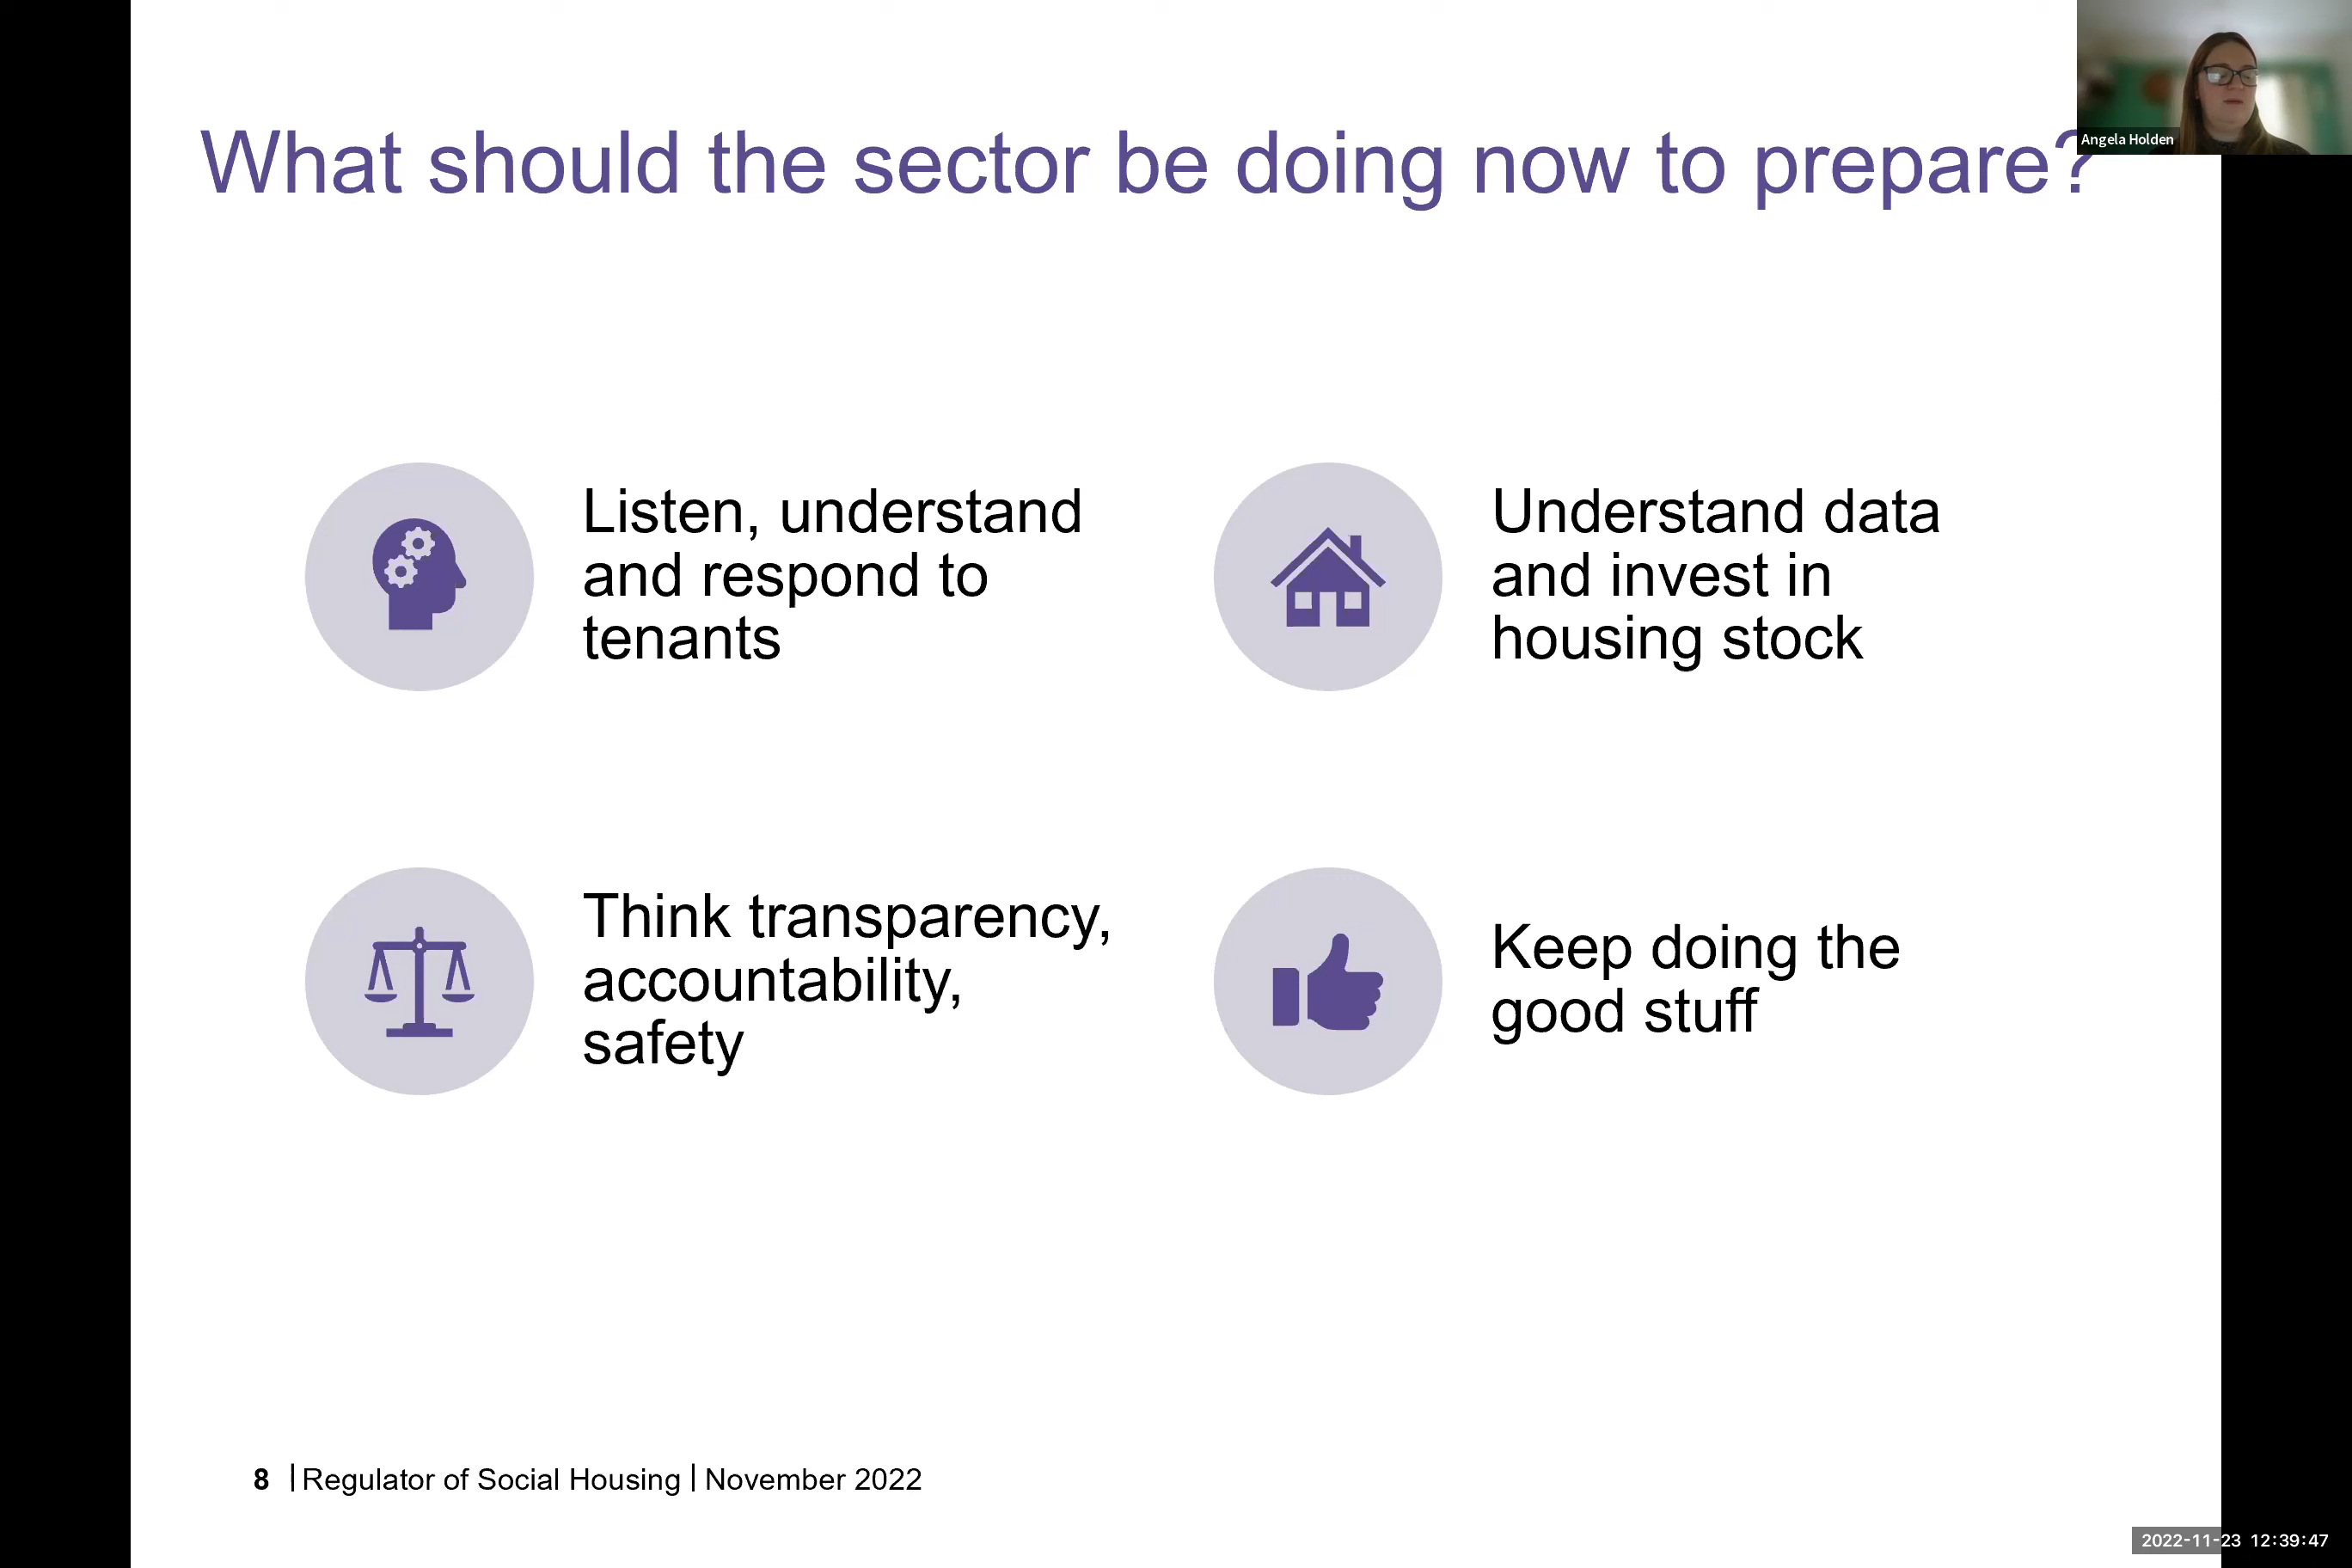 Angela Holden
What should the sector be doing now to prepare?
Listen, understand
and respond to
tenants
Understand data
and invest in
housing stock
Think transparency,
accountability,
safety
Keep doing the
good stuff
8 | Regulator of Social Housing | November 2022
2022-11-23 12:39:47